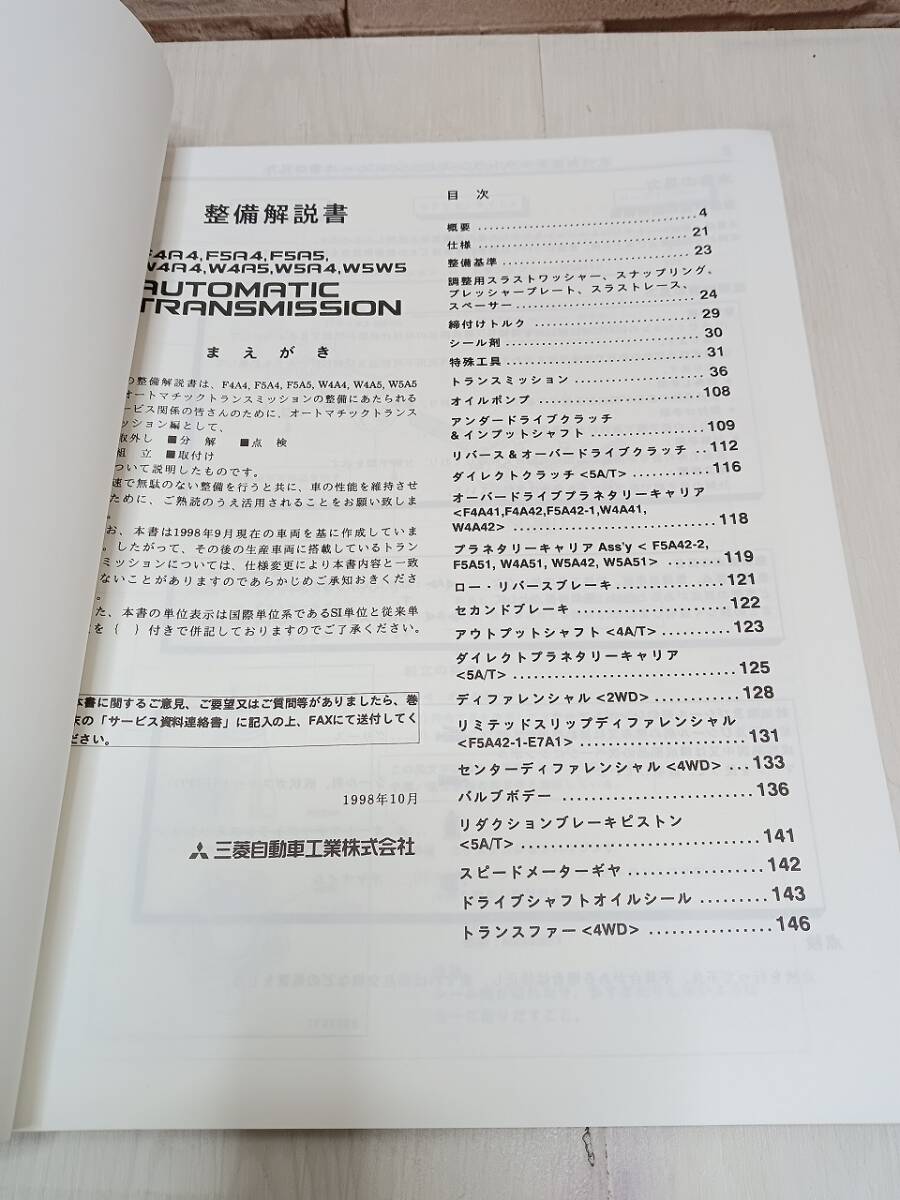 整備解説書
F4A4, F5A4, F5A5,
W4A4, W4A5, W5A4, W5W5
AUTOMATIC
TRANSMISSION
まえがき
の整備解説書は、F4A4, F5A4, F5A5, W4A4, W4A5, W5A5
オートマチックトランスミッションの整備にあたられる
ービス関係の皆さんのために、オートマチックトランス
ッション編として、
取外し ■分 解 ■点 検
組 立 ■取付け
ついて説明したものです。
速で無駄のない整備を行うと共に、車の性能を維持させ
ために、ご熟読のうえ活用されることをお願い致しま
。
お、本書は1998年9月現在の車両を基に作成していま
。したがって、その後の生産車両に搭載しているトラン
ミッションについては、仕様変更により本書内容と一致
ないことがありますのであらかじめご承知おきくださ
。
た、本書の単位表示は国際単位系であるSI単位と従来単
を { } 付きで併記しておりますのでご了承ください。
本書に関するご意見、ご要望又はご質問等がありましたら、巻
末の「サービス資料連絡書」に記入の上、FAXにて送付してく
ださい。
1998年10月
三菱自動車工業株式会社
目 次
概要 ........ 4
仕様 ........ 21
整備基準 ........ 23
調整用スラストワッシャー、スナップリング、
プレッシャープレート、スラストレース、
スペーサー ........ 24
締付けトルク ........ 29
シール剤 ........ 30
特殊工具 ........ 31
トランスミッション ........ 36
オイルポンプ ........ 108
アンダードライブクラッチ
&インプットシャフト ........ 109
リバース&オーバードライブクラッチ ..112
ダイレクトクラッチ<5A/T> ........ 116
オーバードライブプラネタリーキャリア
<F4A41,F4A42,F5A42-1,W4A41,
W4A42> ........ 118
プラネタリーキャリア Ass'y < F5A42-2,
F5A51, W4A51, W5A42, W5A51> ........ 119
ロー・リバースブレーキ ........ 121
セカンドブレーキ ........ 122
アウトプットシャフト<4A/T> ........ 123
ダイレクトプラネタリーキャリア
<5A/T> ........ 125
ディファレンシャル<2WD> ........ 128
リミテッドスリップディファレンシャル
<F5A42-1-E7A1> ........ 131
センターディファレンシャル<4WD> ...133
バルブボデー ........ 136
リダクションブレーキピストン
<5A/T> ........ 141
スピードメーターギヤ ........ 142
ドライブシャフトオイルシール ........ 143
トランスファー<4WD> ........ 146
点検